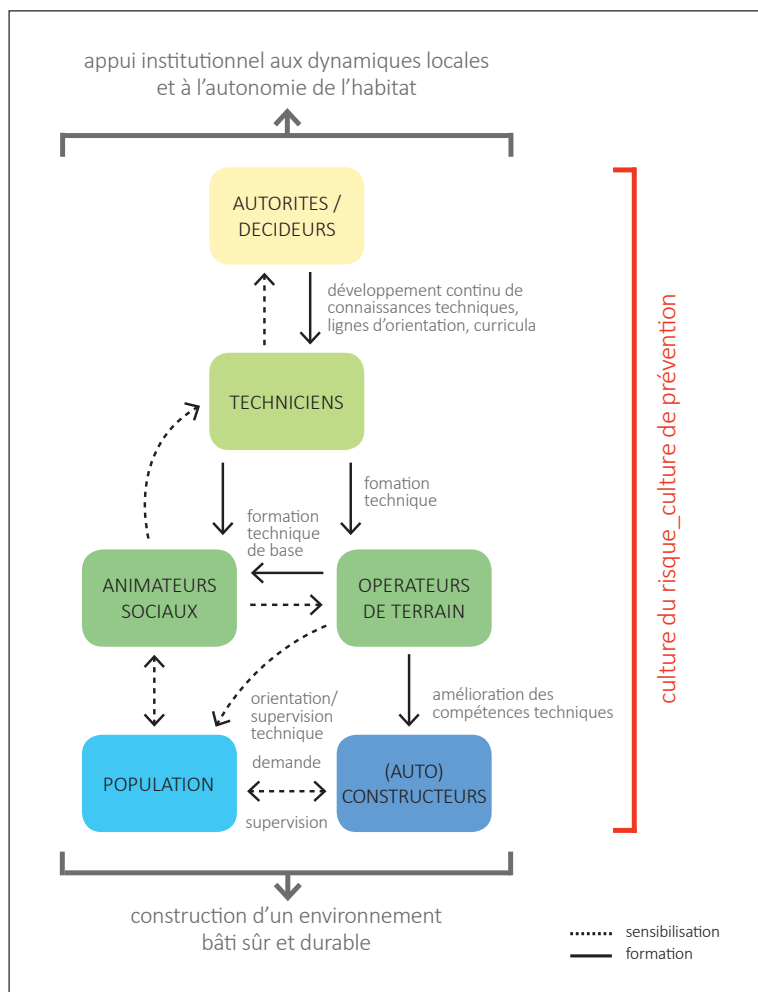 appui institutionnel aux dynamiques locales
et à l'autonomie de l'habitat
AUTORITES /
DECIDEURS
développement continu de
connaissances techniques,
lignes d'orientation, curricula
TECHNICIENS
fomation
technique
formation
technique
de base
ANIMATEURS
SOCIAUX
OPERATEURS
DE TERRAIN
orientation/
supervision
technique
amélioration des
compétences techniques
demande
POPULATION
(AUTO)
CONSTRUCTEURS
supervision
construction d'un environnement
bâti sûr et durable
culture du risque_culture de prévention
sensibilisation
formation